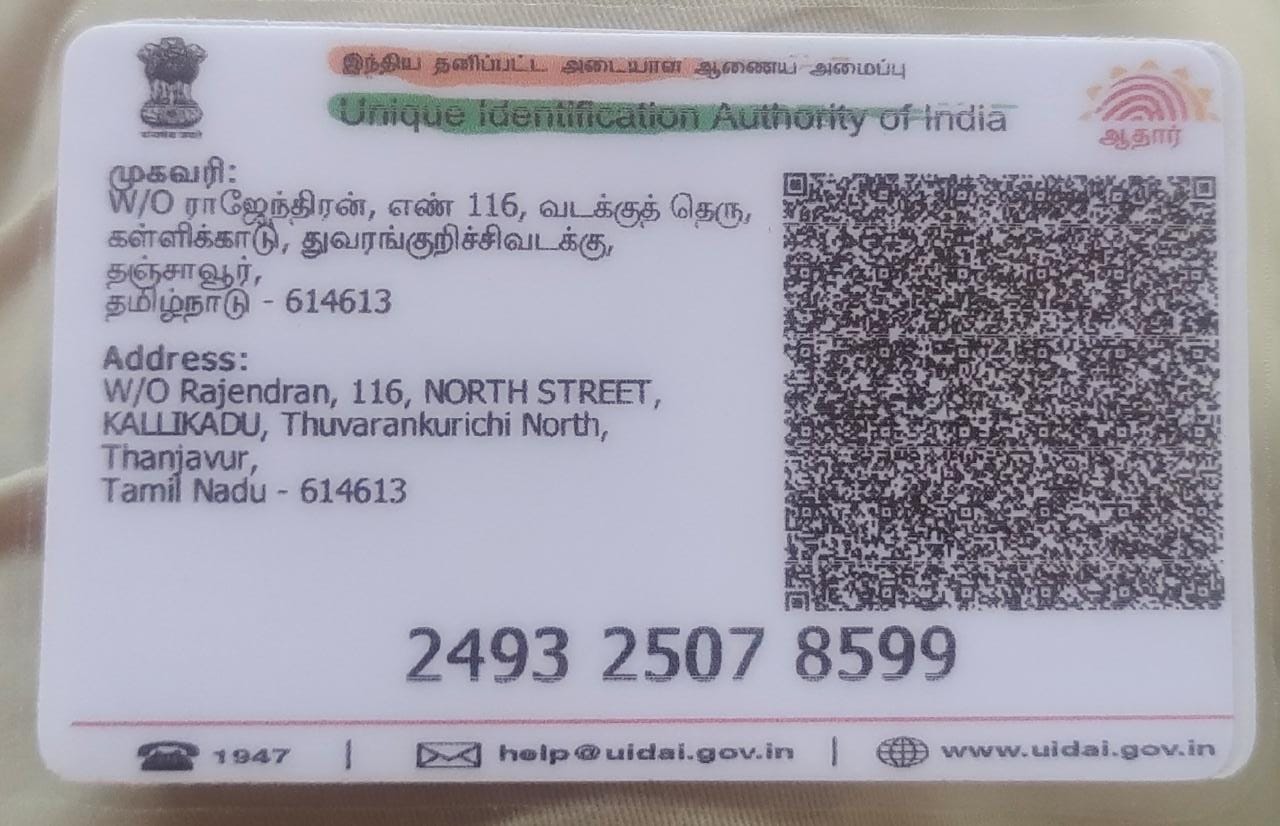 இந்திய தனிப்பட்ட அடையாள ஆணைய அமைப்பு
Unique Identification Authority of India
ஆதார்
முகவரி:
W/O ராஜேந்திரன், எண் 116, வடக்குத் தெரு,
கள்ளிக்காடு, துவரங்குறிச்சிவடக்கு,
தஞ்சாவூர்,
தமிழ்நாடு - 614613
Address:
W/O Rajendran, 116, NORTH STREET,
KALLIKADU, Thuvarankurichi North,
Thanjavur,
Tamil Nadu - 614613
2493 2507 8599
1947 | help@uidai.gov.in | www.uidai.gov.in